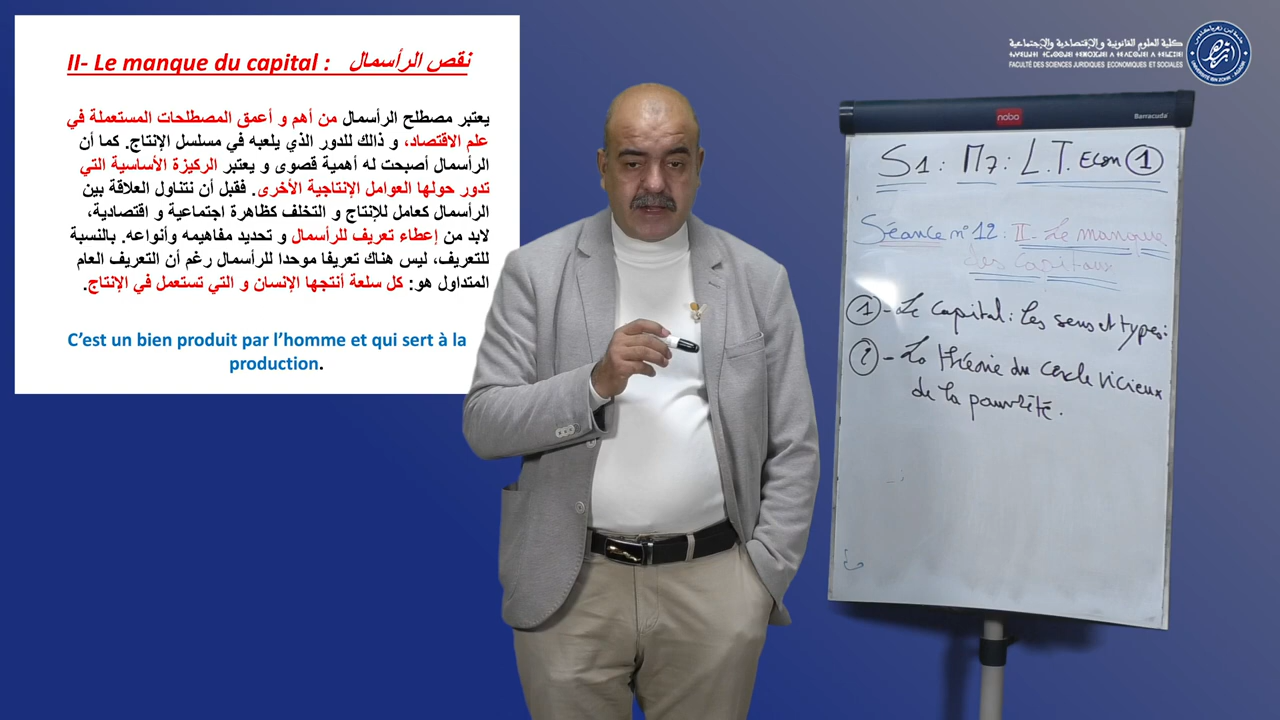 II- Le manque du capital : نقص الرأسمال
يعتبر مصطلح الرأسمال من أهم و أعمق المصطلحات المستعملة في
علم الاقتصاد، و ذالك للدور الذي يلعبه في مسلسل الإنتاج. كما أن
الرأسمال أصبحت له أهمية قصوى و يعتبر الركيزة الأساسية التي
تدور حولها العوامل الإنتاجية الأخرى. فقبل أن نتناول العلاقة بين
الرأسمال كعامل للإنتاج و التخلف كظاهرة اجتماعية و اقتصادية،
لابد من إعطاء تعريف للرأسمال و تحديد مفاهيمه وأنواعه. بالنسبة
للتعريف، ليس هناك تعريفا موحدا للرأسمال رغم أن التعريف العام
المتداول هو: كل سلعة أنتجها الإنسان و التي تستعمل في الإنتاج.
C’est un bien produit par l’homme et qui sert à la
production.
كلية العلوم القانونية والاقتصادية والاجتماعية
FACULTÉ DES SCIENCES JURIDIQUES ECONOMIQUES ET SOCIALES
nobo
Barracuda
S1 : M7 : L.T. Econ 1
Séance n° 12 : II - Le manque
des Capitaux
1 - Le capital : les sens et types :
2 - La théorie du cercle vicieux
de la pauvreté.